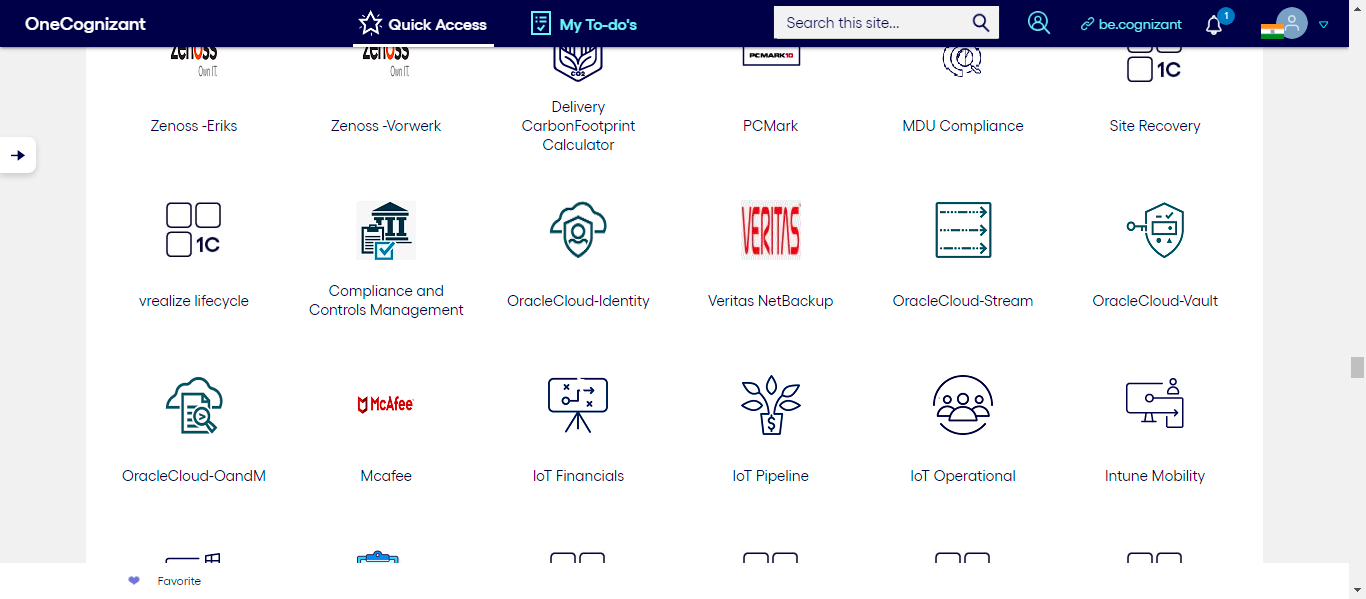 OneCognizant
Quick Access
My To-do's
Search this site...
be.cognizant
1
Zenoss
Own IT.
Zenoss
Own IT.
CO2
PCMARK10
1C
Zenoss -Eriks
Zenoss -Vorwerk
Delivery
CarbonFootprint
Calculator
PCMark
MDU Compliance
Site Recovery
1C
VERITAS
vrealize lifecycle
Compliance and
Controls Management
OracleCloud-Identity
Veritas NetBackup
OracleCloud-Stream
OracleCloud-Vault
McAfee
$
OracleCloud-OandM
Mcafee
IoT Financials
IoT Pipeline
IoT Operational
Intune Mobility
Favorite